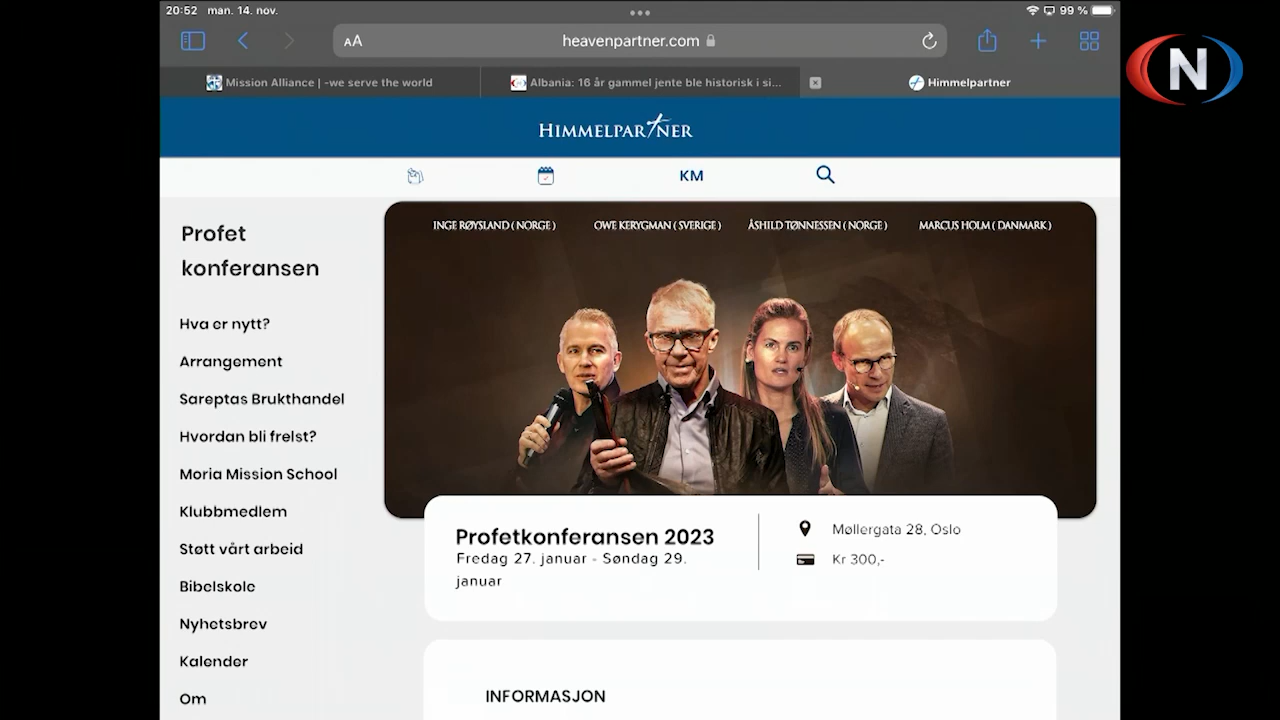 20:52 man. 14. nov.
99 %
AA
heavenpartner.com
Mission Alliance | -we serve the world
Albania: 16 år gammel jente ble historisk i si...
Himmelpartner
N
HIMMELPARTNER
KM
Profet
konferansen
Hva er nytt?
Arrangement
Sareptas Brukthandel
Hvordan bli frelst?
Moria Mission School
Klubbmedlem
Støtt vårt arbeid
Bibelskole
Nyhetsbrev
Kalender
Om
INGE RØYSLAND ( NORGE )
OWE KERYGMAN ( SVERIGE )
ÅSHILD TØNNESSEN ( NORGE )
MARCUS HOLM ( DANMARK )
Profetkonferansen 2023
Fredag 27. januar - Søndag 29.
januar
Møllergata 28, Oslo
Kr 300,-
INFORMASJON